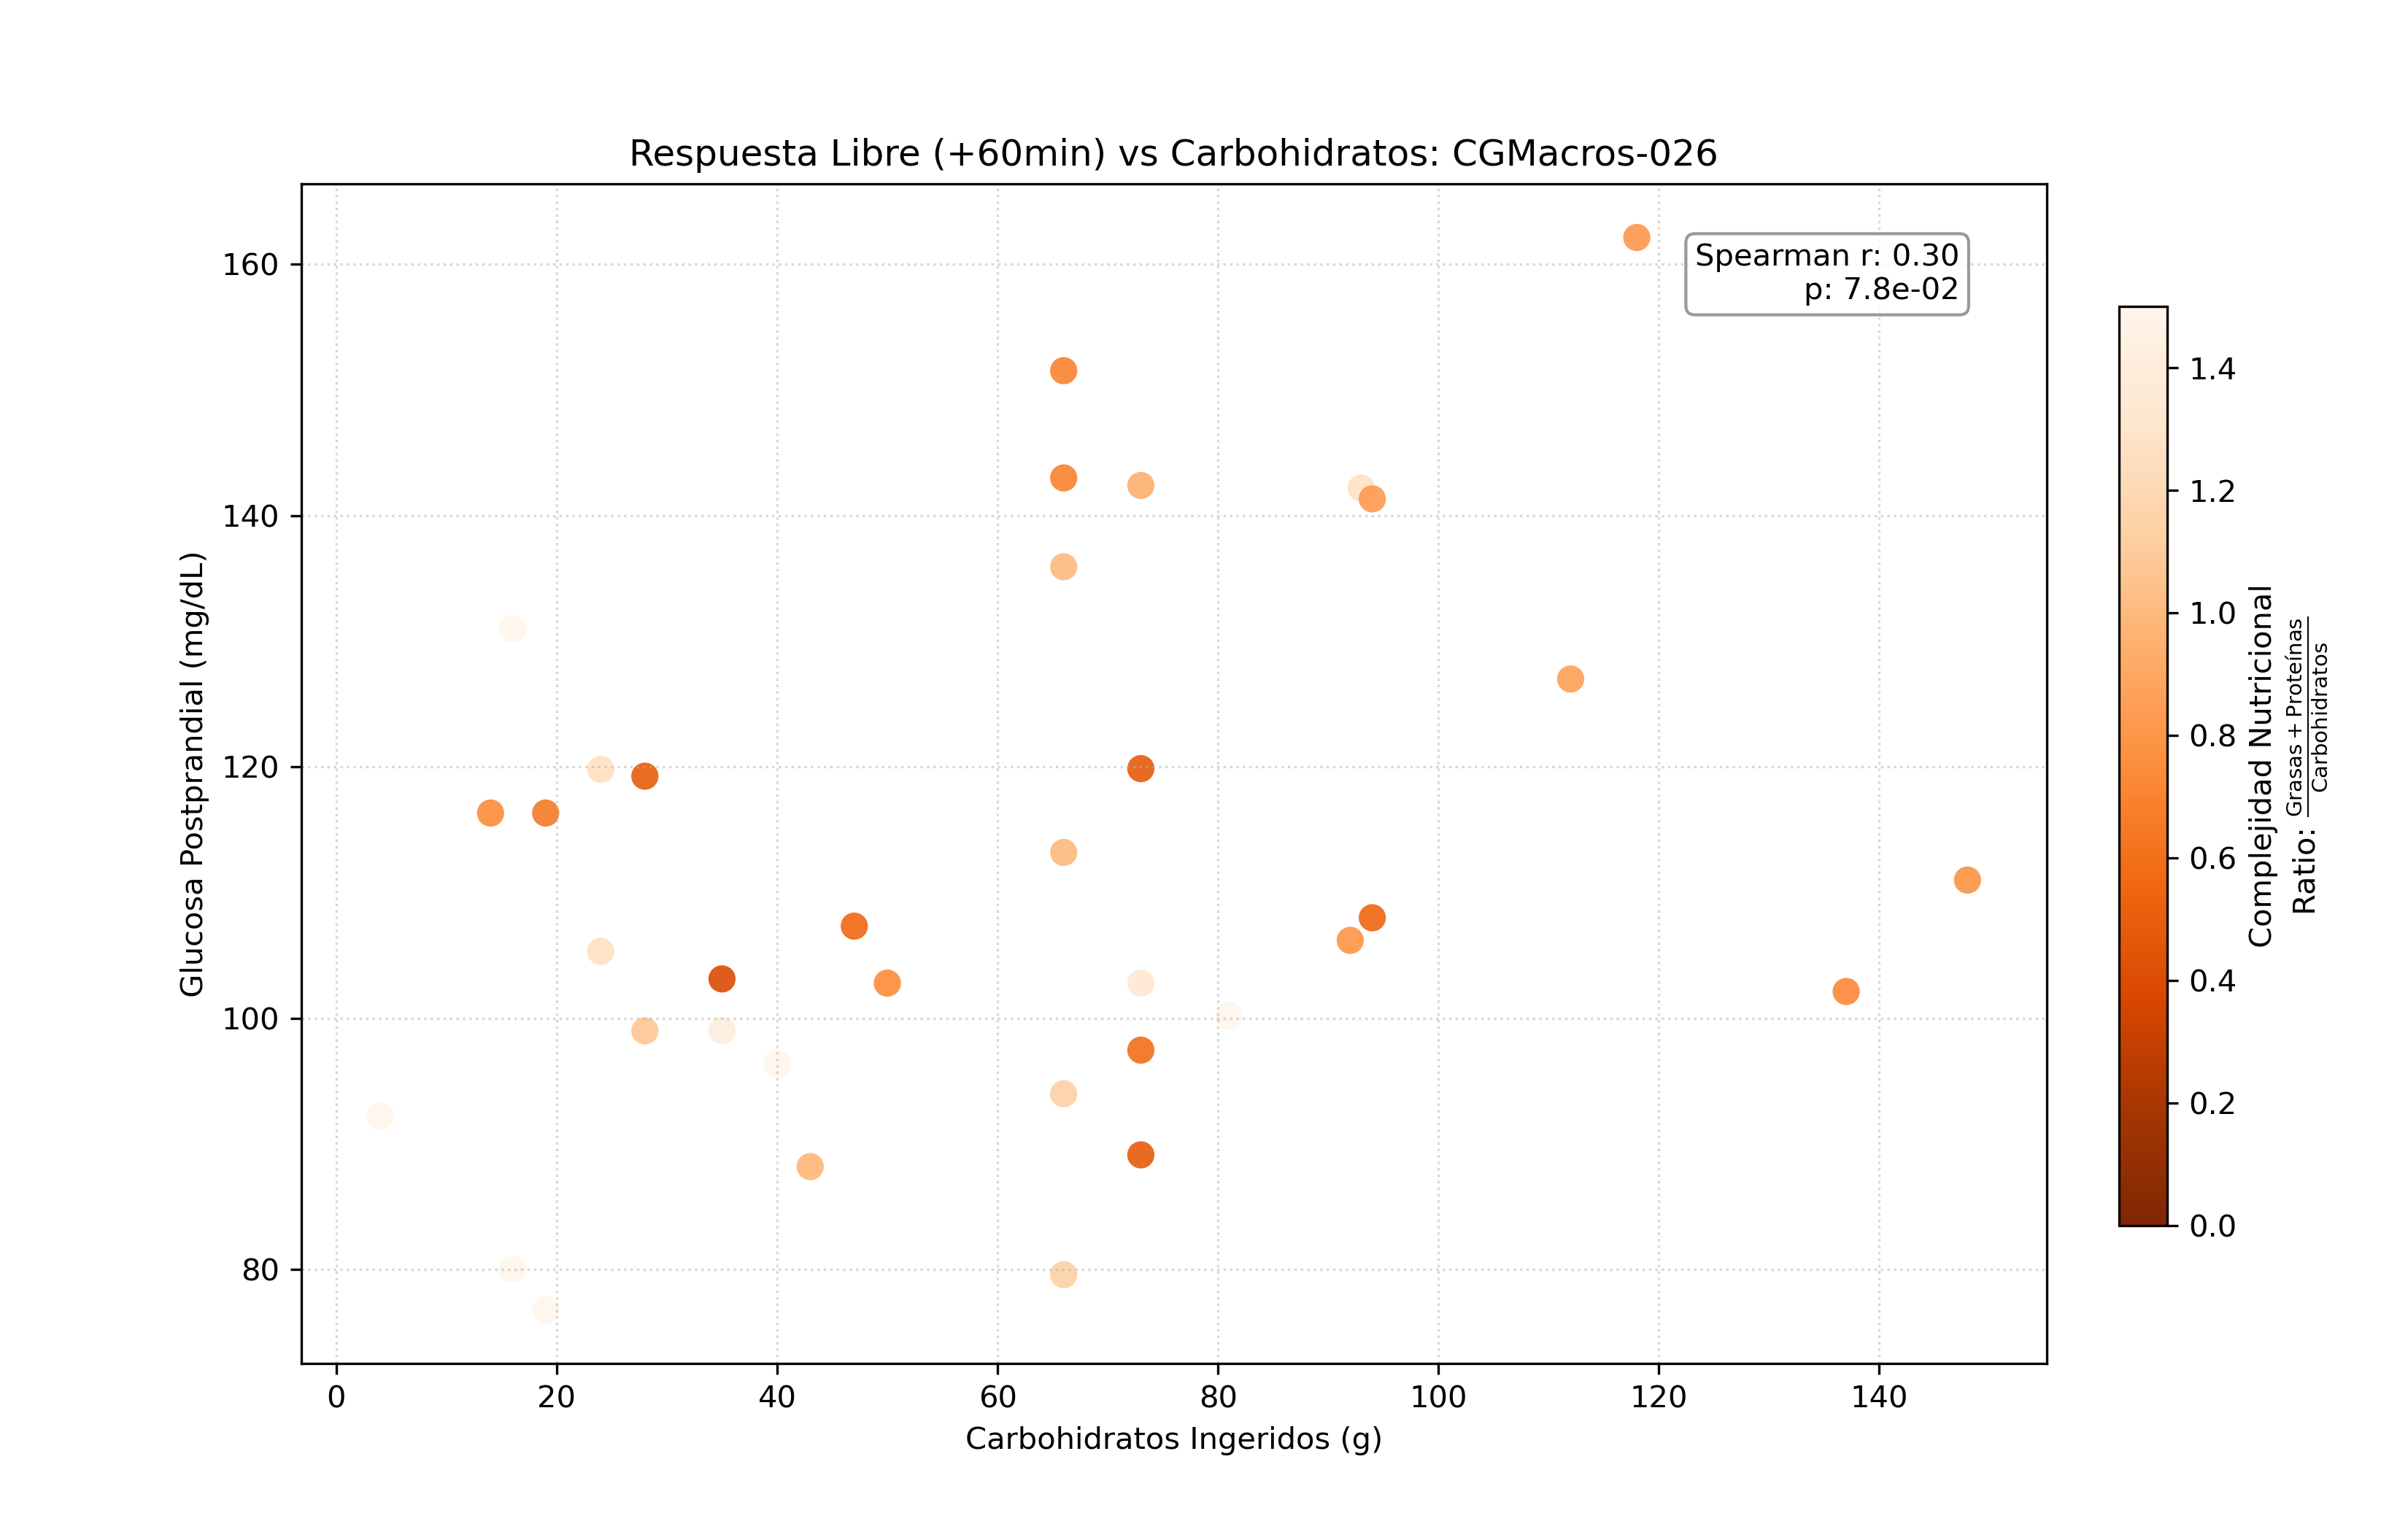 Respuesta Libre (+60min) vs Carbohidratos: CGMacros-026
Spearman r: 0.30
p: 7.8e-02
160
140
120
100
80
Glucosa Postprandial (mg/dL)
0 20 40 60 80 100 120 140
Carbohidratos Ingeridos (g)
1.4
1.2
1.0
0.8
0.6
0.4
0.2
0.0
Complejidad Nutricional
Ratio: Grasas + Proteínas
Carbohidratos